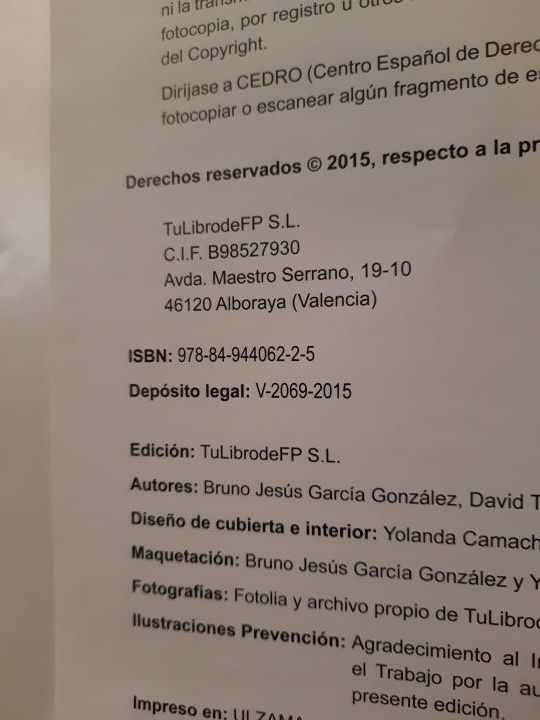 ni la
fotocopia, por registro u
del Copyright.
Diríjase a CEDRO (Centro Español de
fotocopiar o escanear algún fragmento de
Derechos reservados © 2015, respecto a la
TuLibrodeFP S.L.
C.I.F. B98527930
Avda. Maestro Serrano, 19-10
46120 Alboraya (Valencia)
ISBN: 978-84-944062-2-5
Depósito legal: V-2069-2015
Edición: TuLibrodeFP S.L.
Autores: Bruno Jesús García González, David
Diseño de cubierta e interior: Yolanda
Maquetación: Bruno Jesús García González y
Fotografías: Fotolia y archivo propio de
Ilustraciones Prevención: Agradecimiento al
el Trabajo por la
presente edición.
Impreso en: